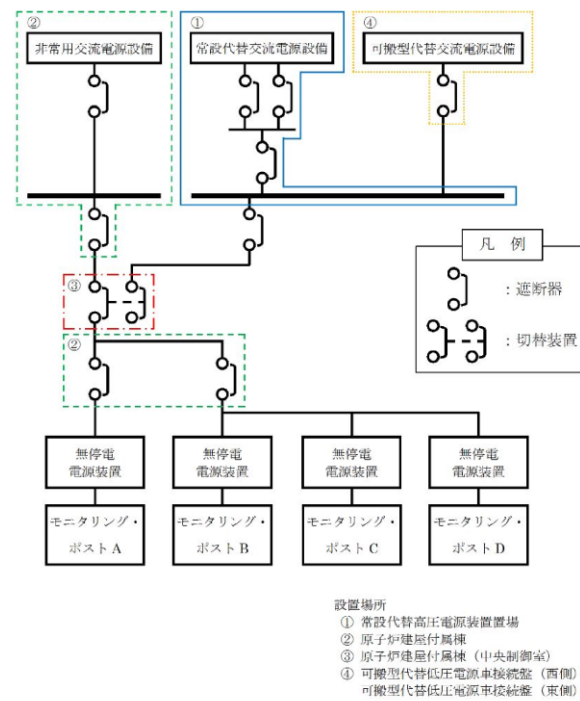 ② ① ④
非常用交流電源設備 常設代替交流電源設備 可搬型代替交流電源設備
凡 例
：遮断器
：切替装置
③
②
無停電 無停電 無停電 無停電
電源装置 電源装置 電源装置 電源装置
モニタリング・ モニタリング・ モニタリング・ モニタリング・
ポスト A ポスト B ポスト C ポスト D
設置場所
① 常設代替高圧電源装置置場
② 原子炉建屋付属棟
③ 原子炉建屋付属棟（中央制御室）
④ 可搬型代替低圧電源車接続盤（西側）
可搬型代替低圧電源車接続盤（東側）